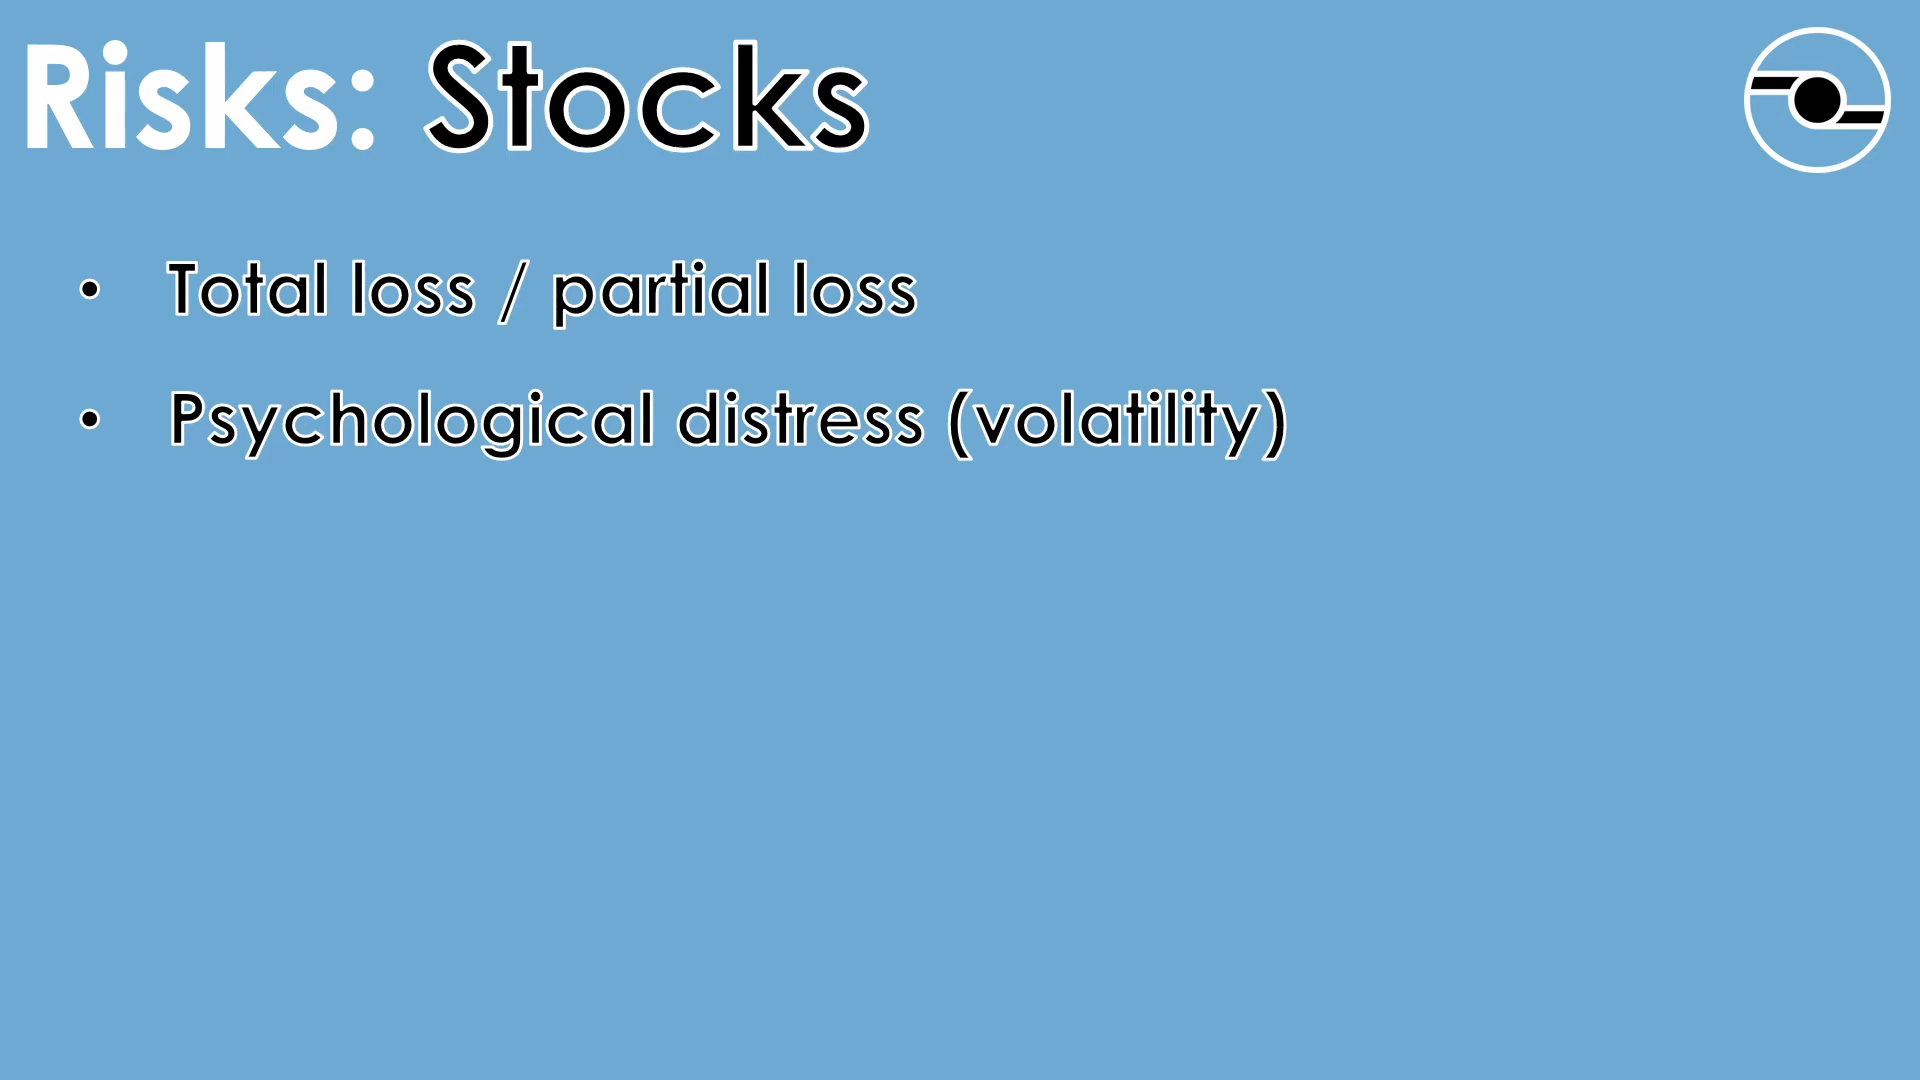 Risks: Stocks
• Total loss / partial loss
• Psychological distress (volatility)